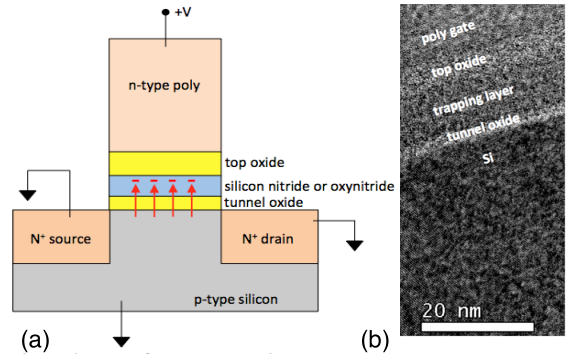 +V
n-type poly
top oxide
silicon nitride or oxynitride
tunnel oxide
N+ source
N+ drain
p-type silicon
(a)
poly gate
top oxide
trapping layer
tunnel oxide
Si
20 nm
(b)